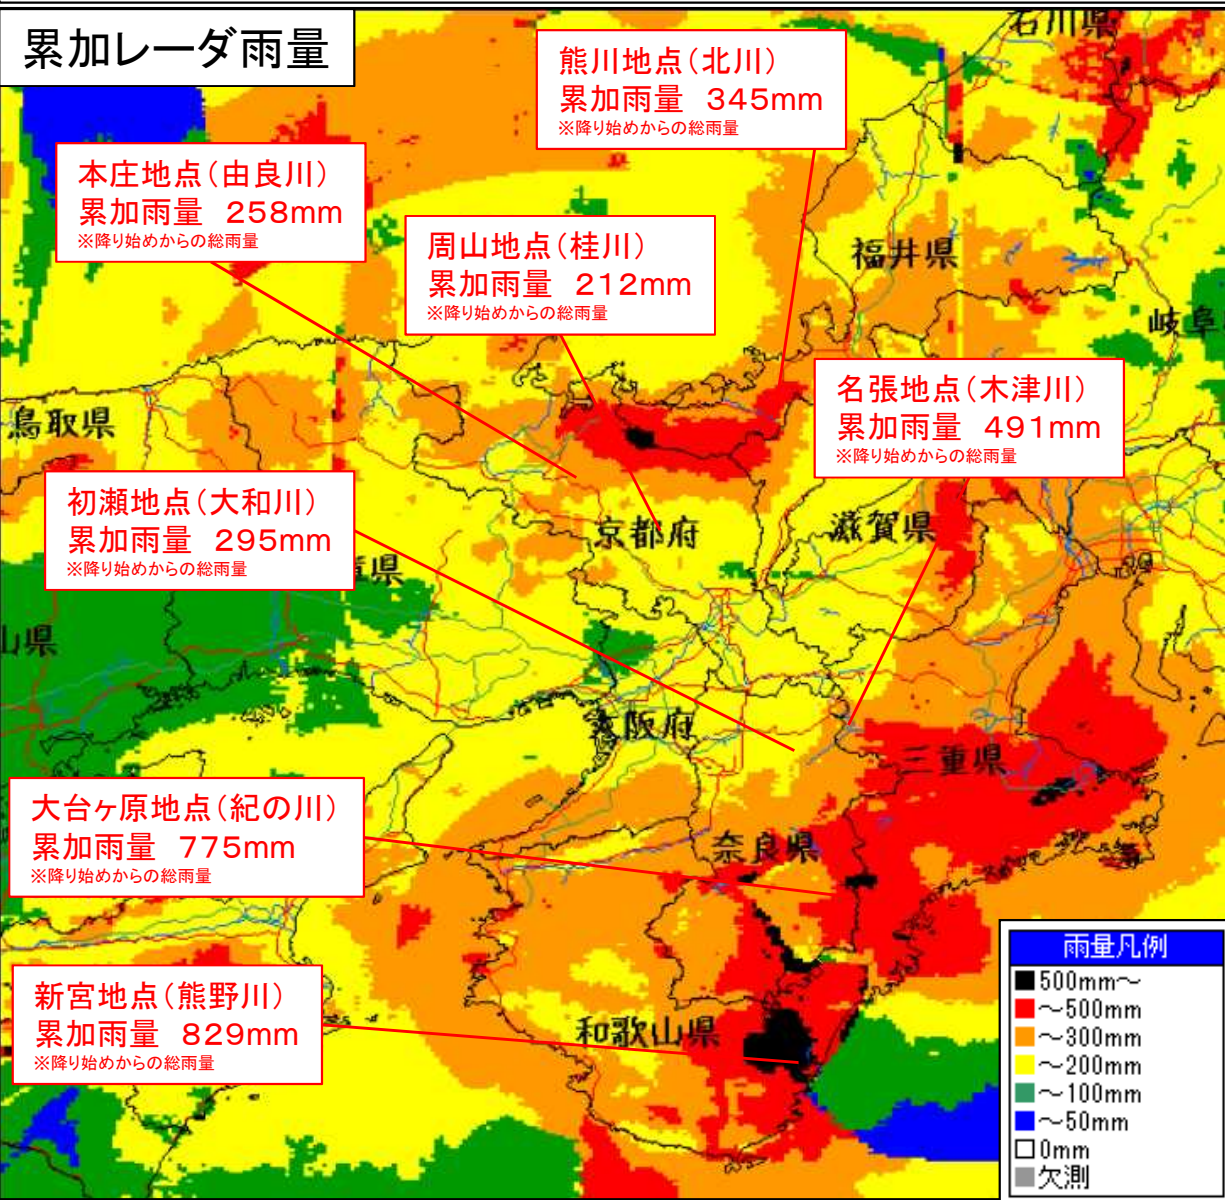 累加レーダ雨量
石川県
熊川地点(北川)
累加雨量 345mm
※降り始めからの総雨量
本庄地点(由良川)
累加雨量 258mm
※降り始めからの総雨量
周山地点(桂川)
累加雨量 212mm
※降り始めからの総雨量
福井県
岐阜
名張地点(木津川)
累加雨量 491mm
※降り始めからの総雨量
鳥取県
初瀬地点(大和川)
累加雨量 295mm
※降り始めからの総雨量
京都府
滋賀県
県
山県
大阪府
三重県
大台ヶ原地点(紀の川)
累加雨量 775mm
※降り始めからの総雨量
奈良県
新宮地点(熊野川)
累加雨量 829mm
※降り始めからの総雨量
和歌山県
雨量凡例
500mm~
~500mm
~300mm
~200mm
~100mm
~50mm
0mm
欠測